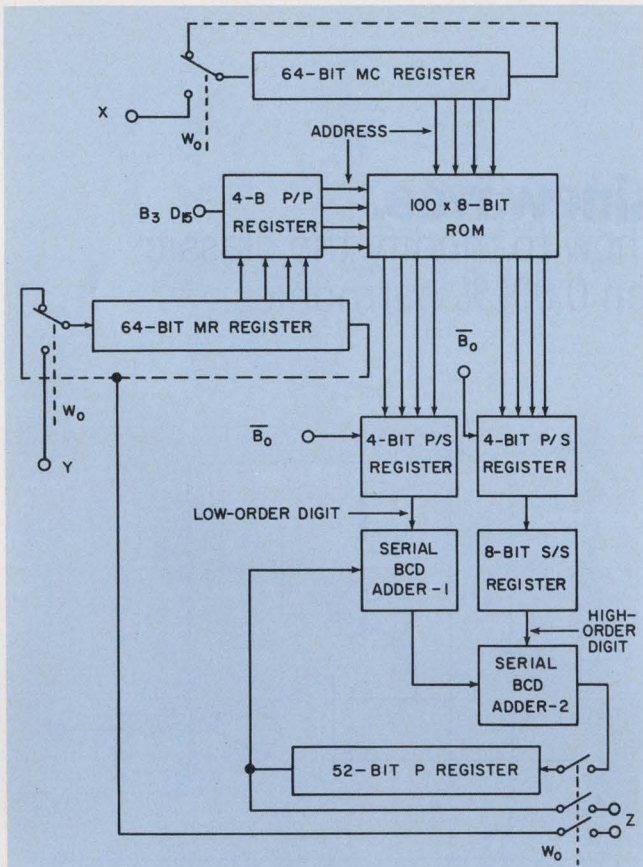 64-BIT MC REGISTER
X
W₀
ADDRESS
B₃ D₁₅
4-B P/P
REGISTER
100 x 8-BIT
ROM
64-BIT MR REGISTER
W₀
Y
B̅₀
B̅₀
4-BIT P/S
REGISTER
4-BIT P/S
REGISTER
LOW-ORDER DIGIT
SERIAL
BCD
ADDER-1
8-BIT S/S
REGISTER
HIGH-
ORDER
DIGIT
SERIAL
BCD
ADDER-2
52-BIT P REGISTER
Z
W₀